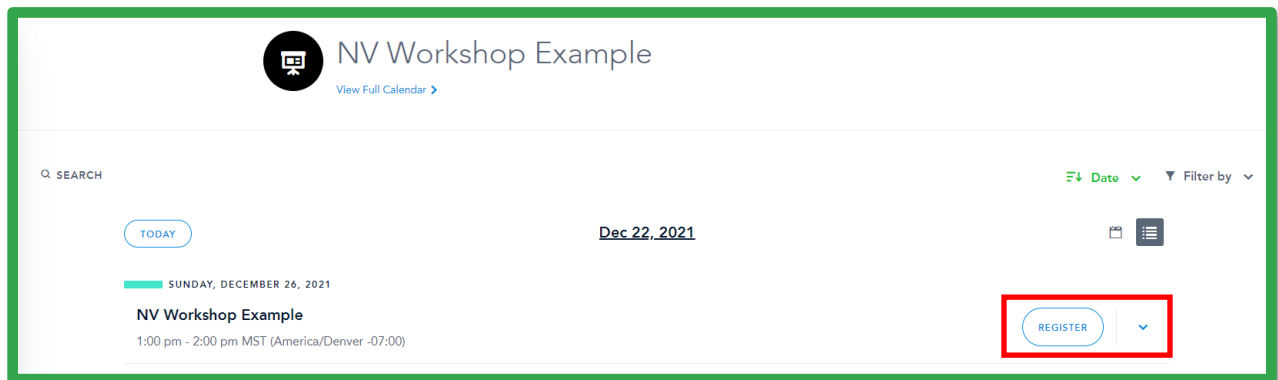 NV Workshop Example
View Full Calendar
SEARCH
Date
Filter by
TODAY
Dec 22, 2021
SUNDAY, DECEMBER 26, 2021
NV Workshop Example
REGISTER
1:00 pm - 2:00 pm MST (America/Denver -07:00)